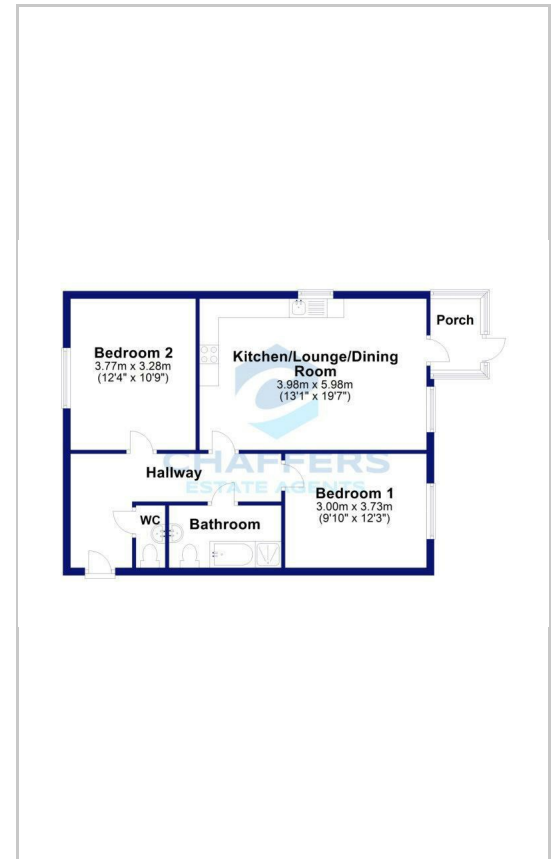 Porch
Bedroom 2
3.77m x 3.28m
(12'4" x 10'9")
Kitchen/Lounge/Dining
Room
3.98m x 5.98m
(13'1" x 19'7")
CHAFFERS
ESTATE AGENTS
Hallway
Bedroom 1
3.00m x 3.73m
(9'10" x 12'3")
WC
Bathroom